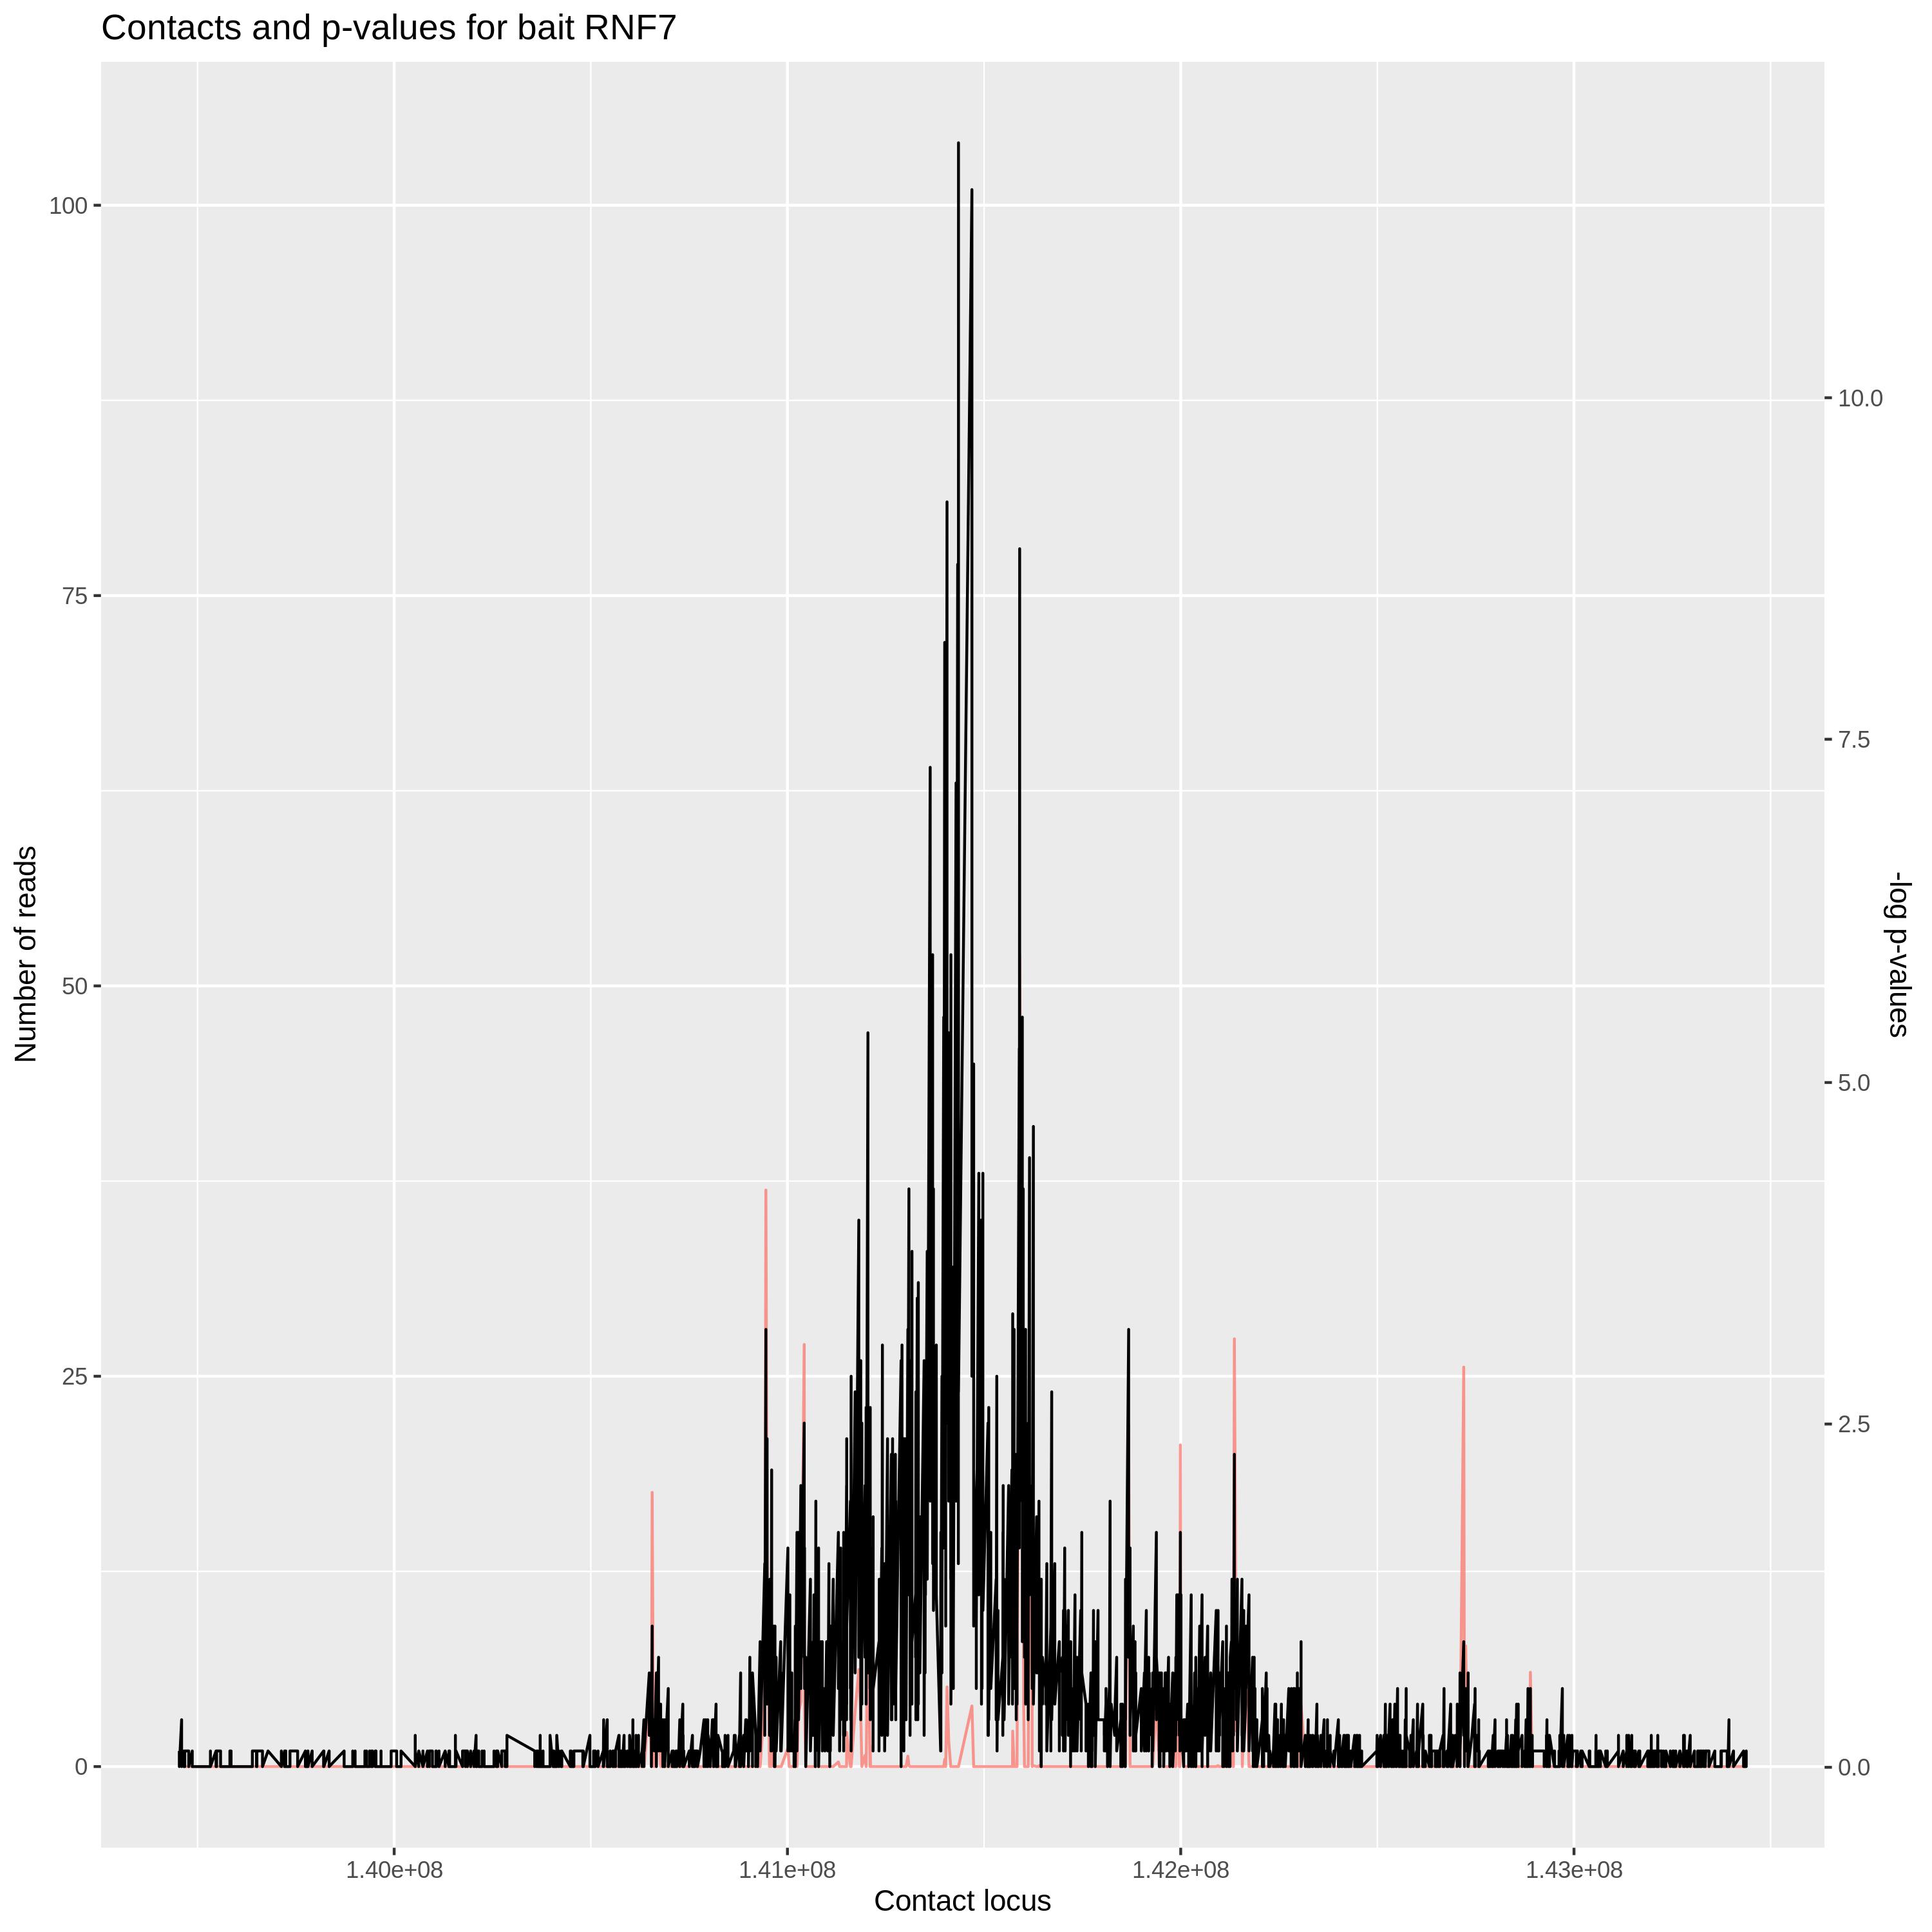 Contacts and p-values for bait RNF7
100
75
50
25
0
Number of reads
10.0
7.5
5.0
2.5
0.0
-log p-values
1.40e+08
1.41e+08
1.42e+08
1.43e+08
Contact locus